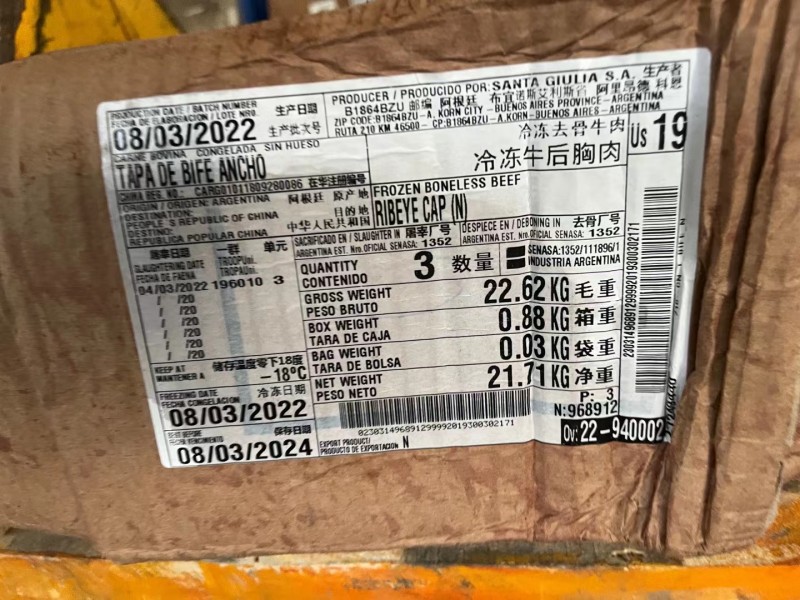 PRODUCTION DATE / BATCH NUMBER 生产日期
FECHA DE ELABORACION / LOTE NRO.
08/03/2022 生产批次号
PRODUCER / PRODUCIDO POR: SANTA GIULIA S.A. 生产者
B1864BZU 邮编 阿根廷 布宜诺斯艾利斯省 阿里昂德 科恩
ZIP CODE:B1864BZU-A. KORN CITY - BUENOS AIRES PROVINCE-ARGENTINA
RUTA 210 KM 46500 - CP:B1864BZU-A.KORN-BUENOS AIRES - ARGENTINA
CARNE BOVINA CONGELADA SIN HUESO
TAPA DE BIFE ANCHO
冷冻去骨牛肉
冷冻牛后胸肉
Us 19
CHINA REG. NO.: CARG01011809280086 在华注册编号
ORIGIN / ORIGEN: ARGENTINA 阿根廷 原产地
DESTINATION: 目的地
PEOPLE´S REPUBLIC OF CHINA
DESTINO: 中华人民共和国
REPUBLICA POPULAR CHINA
FROZEN BONELESS BEEF
RIBEYE CAP (N)
SACRIFICADO EN / SLAUGHTER IN 屠宰厂号
ARGENTINA EST. Nro.OFICIAL SENASA: 1352
DESPIECE EN / DEBONING IN 去骨厂号
ARGENTINA EST. Nro.OFICIAL SENASA: 1352
屠宰日期 一群 单元
SLAUGHTERING DATE TROOPUni.
FECHA DE FAENA TROPAUni.
04/03/2022 196010 3
/ /20
/ /20
/ /20
/ /20
/ /20
QUANTITY
CONTENIDO 3 数量
SENASA:1352/111896/1
INDUSTRIA ARGENTINA
GROSS WEIGHT
PESO BRUTO 22.62 KG 毛重
BOX WEIGHT
TARA DE CAJA 0.88 KG 箱重
BAG WEIGHT
TARA DE BOLSA 0.03 KG 袋重
NET WEIGHT
PESO NETO 21.71 KG 净重
KEEP AT 储存温度零下18度
MANTENER A -18°C
FREEZING DATE 冷冻日期
FECHA CONGELACION
08/03/2022
BEST BEFORE 保存日期
FECHA VENCIMIENTO
08/03/2024
023031496891299992019300302171
EXPORT PRODUCT/
PRODUCTO DE EXPORTACION N
P: 3
N:968912
Ov: 22-940002
23031496891299992019300302171